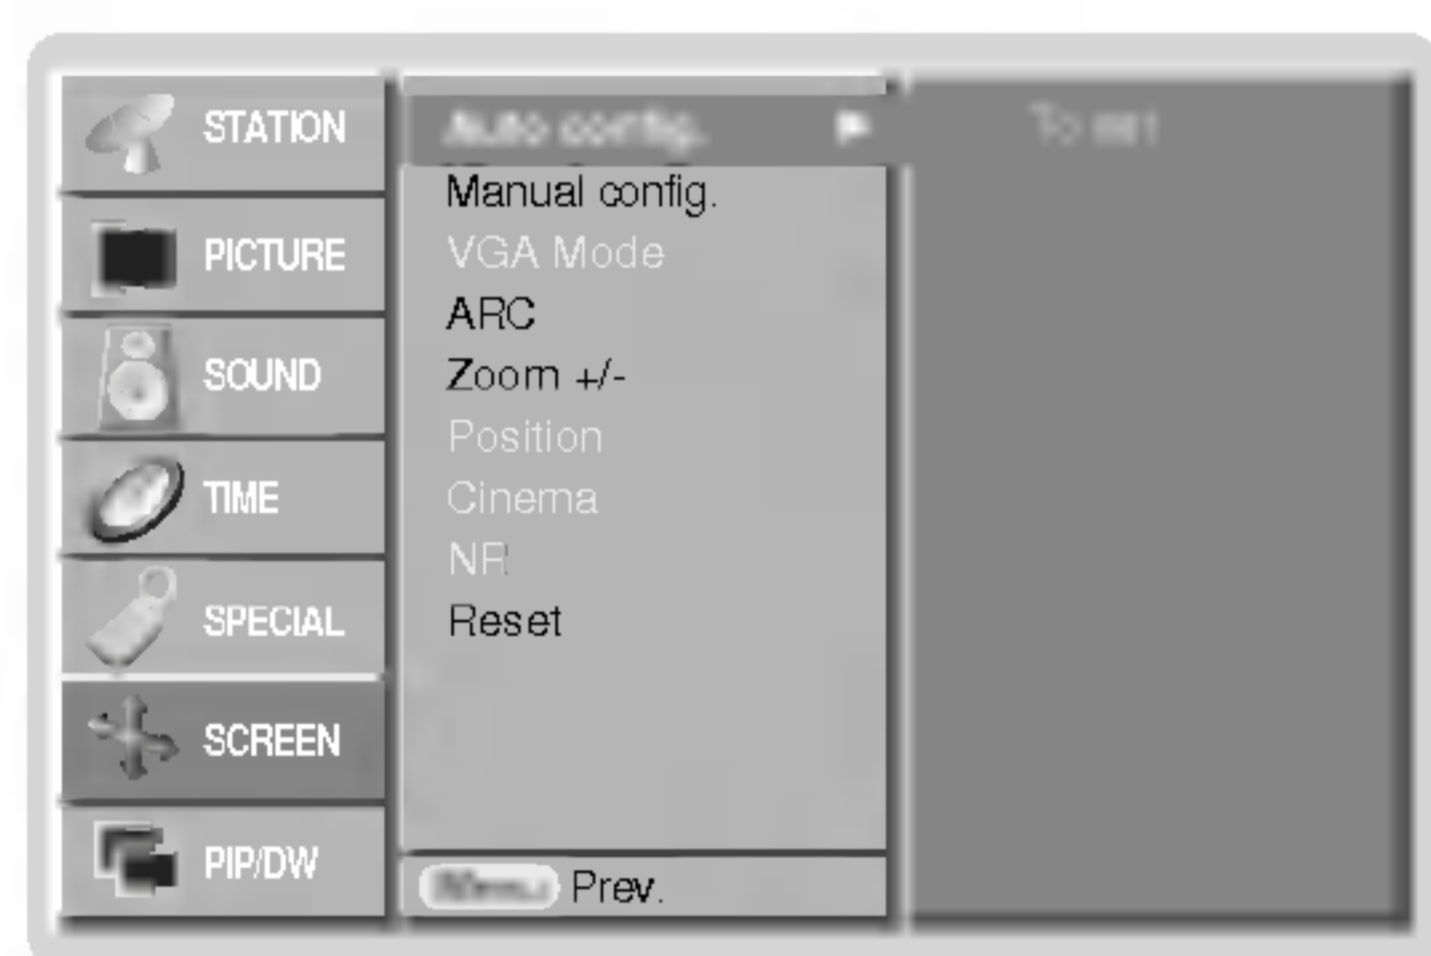 STATION
PICTURE
SOUND
TIME
SPECIAL
SCREEN
PIP/DW
Auto config.
Manual config.
VGA Mode
ARC
Zoom +/-
Position
Cinema
NR
Reset
Menu Prev.
To set